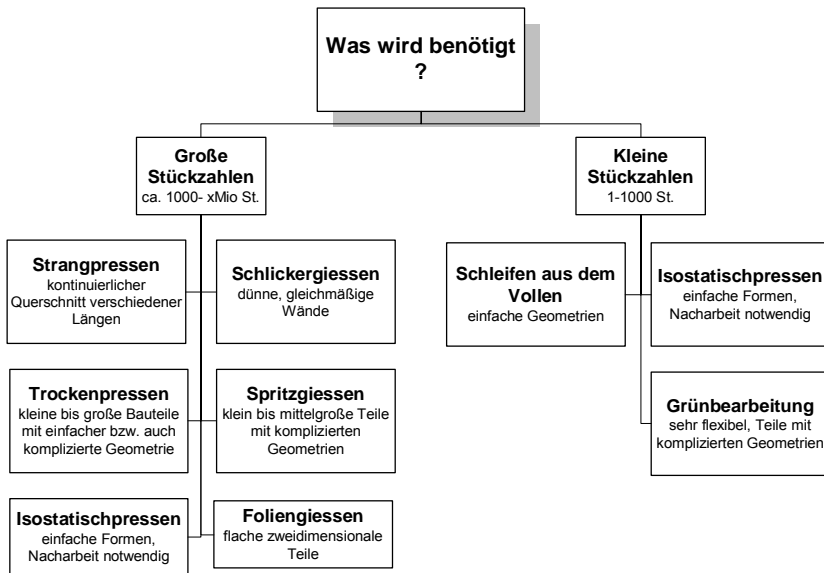 Was wird benötigt
?
Große
Stückzahlen
ca. 1000- xMio St.
Kleine
Stückzahlen
1-1000 St.
Strangpressen
kontinuierlicher
Querschnitt verschiedener
Längen
Schlickergiessen
dünne, gleichmäßige
Wände
Schleifen aus dem
Vollen
einfache Geometrien
Isostatischpressen
einfache Formen,
Nacharbeit notwendig
Trockenpressen
kleine bis große Bauteile
mit einfacher bzw. auch
komplizierte Geometrie
Spritzgiessen
klein bis mittelgroße Teile
mit komplizierten
Geometrien
Grünbearbeitung
sehr flexibel, Teile mit
komplizierten Geometrien
Isostatischpressen
einfache Formen,
Nacharbeit notwendig
Foliengiessen
flache zweidimensionale
Teile